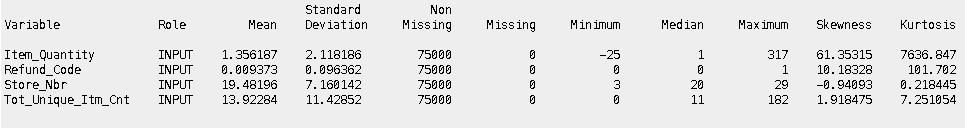 Standard Non
Variable Role Mean Deviation Missing Missing Minimum Median Maximum Skewness Kurtosis
Item_Quantity INPUT 1.356187 2.118186 75000 0 -25 1 317 61.35315 7636.847
Refund_Code INPUT 0.009373 0.096362 75000 0 0 0 1 10.18328 101.702
Store_Nbr INPUT 19.48196 7.160142 75000 0 3 20 29 -0.94093 0.218445
Tot_Unique_Itm_Cnt INPUT 13.92284 11.42852 75000 0 0 11 182 1.918475 7.251054